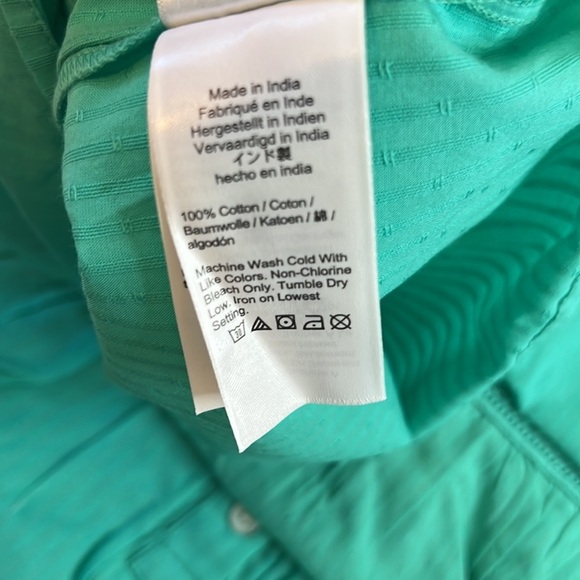 Made in India
Fabriqué en Inde
Hergestellt in Indien
Vervaardigd in India
インド製
hecho en india
100% Cotton / Coton /
Baumwolle / Katoen / 綿 /
algodón
Machine Wash Cold With
Like Colors. Non-Chlorine
Bleach Only. Tumble Dry
Low. Iron on Lowest
Setting.
30